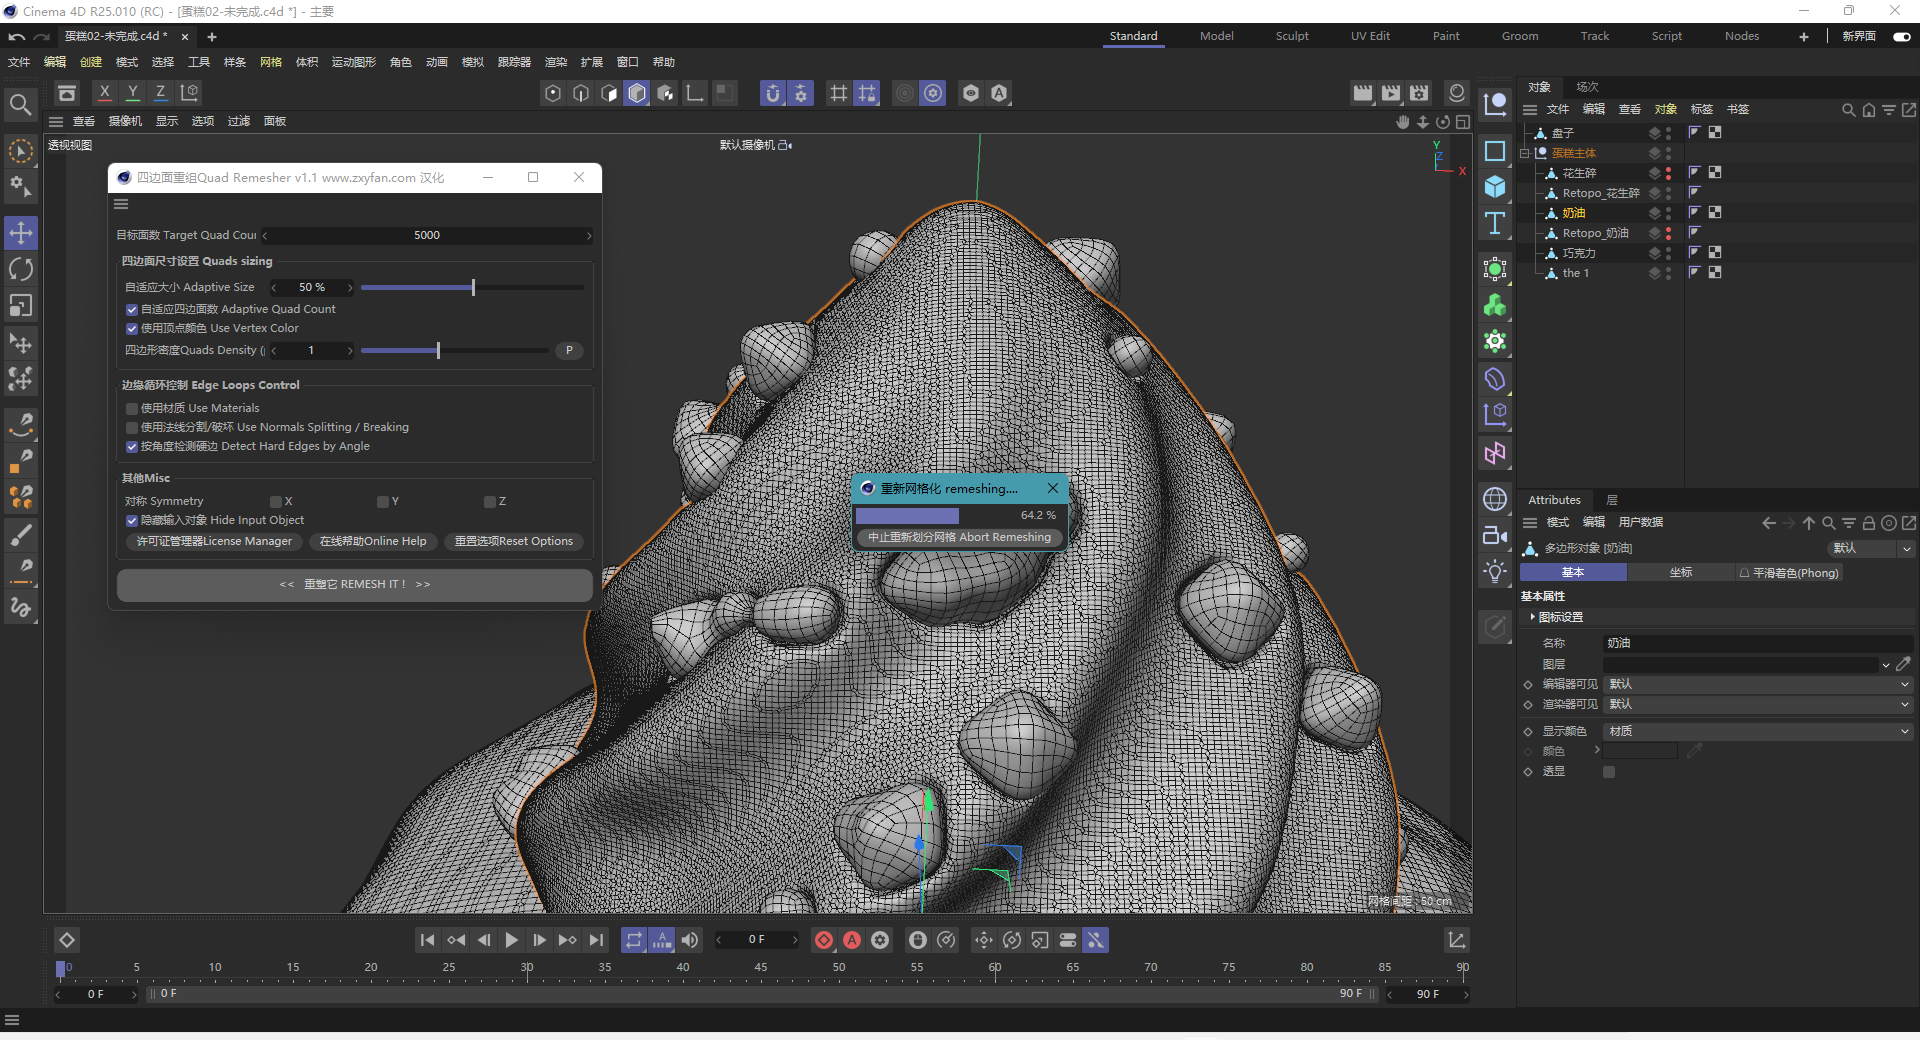 Cinema 4D R25.010 (RC) - [蛋糕02-未完成.c4d *] - 主要
蛋糕02-未完成.c4d *
Standard Model Sculpt UV Edit Paint Groom Track Script Nodes 新界面
文件 编辑 创建 模式 选择 工具 样条 网格 体积 运动图形 角色 动画 模拟 跟踪器 渲染 扩展 窗口 帮助
X Y Z
查看 摄像机 显示 选项 过滤 面板
透视视图
默认摄像机
Y
Z
X
四边面重组Quad Remesher v1.1 www.zxyfan.com 汉化
目标面数 Target Quad Cour 5000
四边面尺寸设置 Quads sizing
自适应大小 Adaptive Size 50 %
自适应四边面数 Adaptive Quad Count
使用顶点颜色 Use Vertex Color
四边形密度Quads Density (| 1 P
边缘循环控制 Edge Loops Control
使用材质 Use Materials
使用法线分割/破坏 Use Normals Splitting / Breaking
按角度检测硬边 Detect Hard Edges by Angle
其他Misc
对称 Symmetry X Y Z
隐藏输入对象 Hide Input Object
许可证管理器License Manager 在线帮助Online Help 重置选项Reset Options
<< 重塑它 REMESH IT ! >>
重新网格化 remeshing....
64.2 %
中止重新划分网格 Abort Remeshing
网格间距 : 50 cm
对象 场次
文件 编辑 查看 对象 标签 书签
盘子
蛋糕主体
花生碎
Retopo_花生碎
奶油
Retopo_奶油
巧克力
the 1
Attributes 层
模式 编辑 用户数据
多边形对象 [奶油] 默认
基本 坐标 平滑着色(Phong)
基本属性
图标设置
名称 奶油
图层
编辑器可见 默认
渲染器可见 默认
显示颜色 材质
颜色
透显
0 F
0 5 10 15 20 25 30 35 40 45 50 55 60 65 70 75 80 85 90
0 F 0 F 90 F 90 F